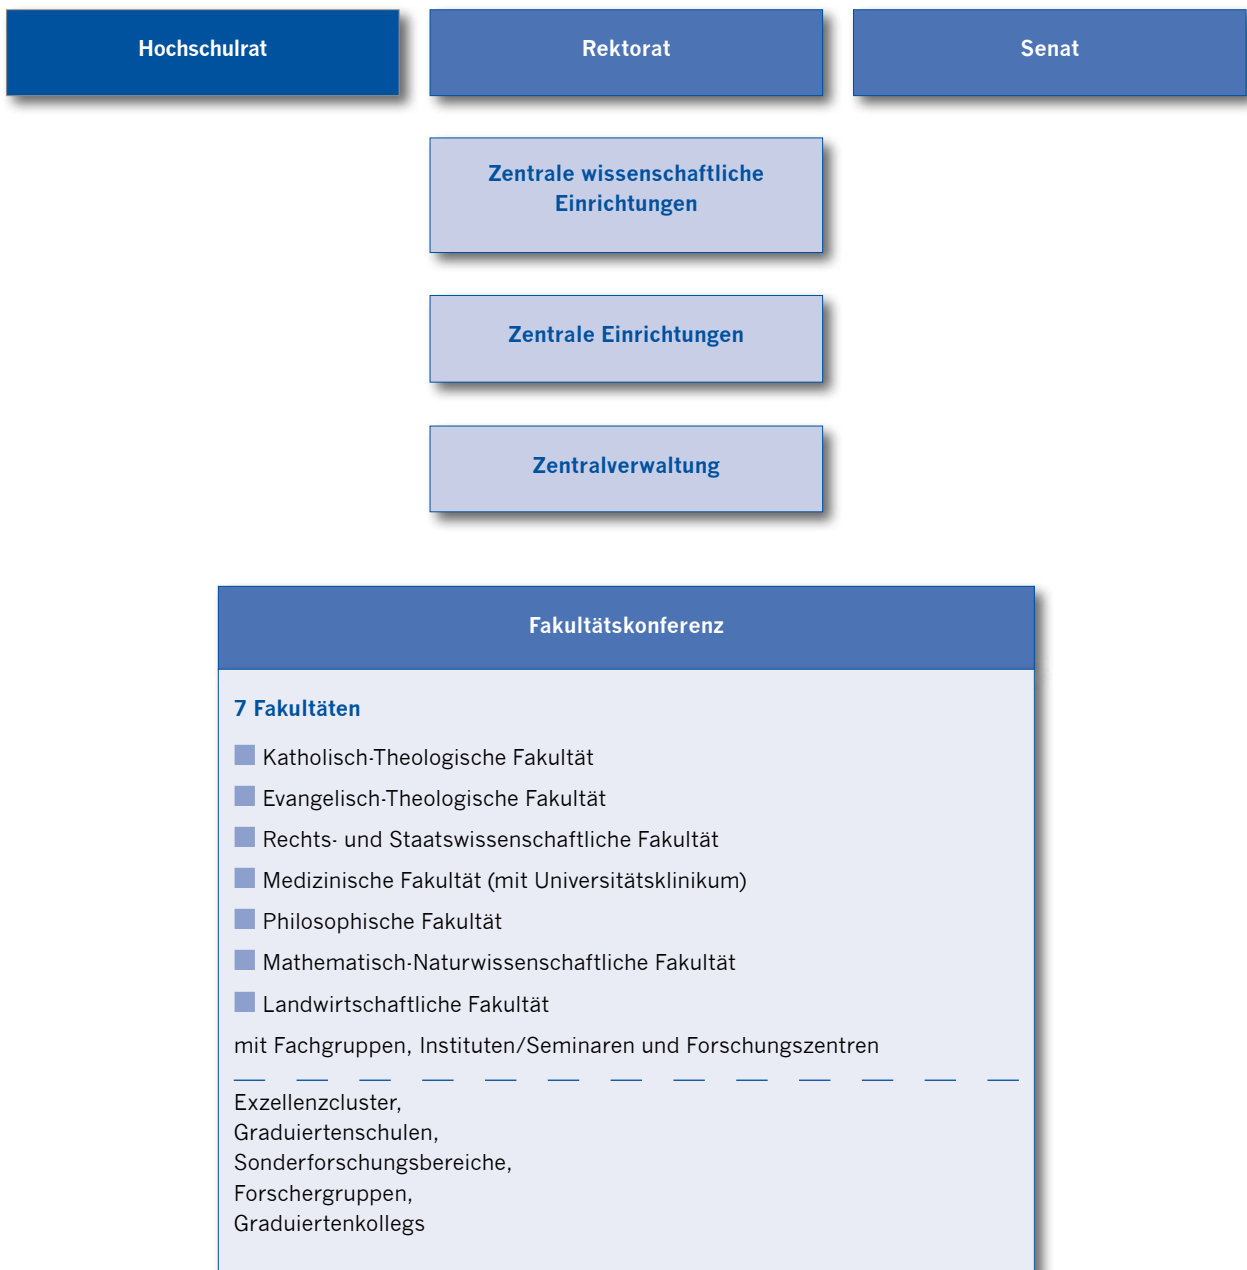 Hochschulrat
Rektorat
Senat
Zentrale wissenschaftliche
Einrichtungen
Zentrale Einrichtungen
Zentralverwaltung
Fakultätskonferenz
7 Fakultäten
Katholisch-Theologische Fakultät
Evangelisch-Theologische Fakultät
Rechts- und Staatswissenschaftliche Fakultät
Medizinische Fakultät (mit Universitätsklinikum)
Philosophische Fakultät
Mathematisch-Naturwissenschaftliche Fakultät
Landwirtschaftliche Fakultät
mit Fachgruppen, Instituten/Seminaren und Forschungszentren
Exzellenzcluster,
Graduiertenschulen,
Sonderforschungsbereiche,
Forschergruppen,
Graduiertenkollegs